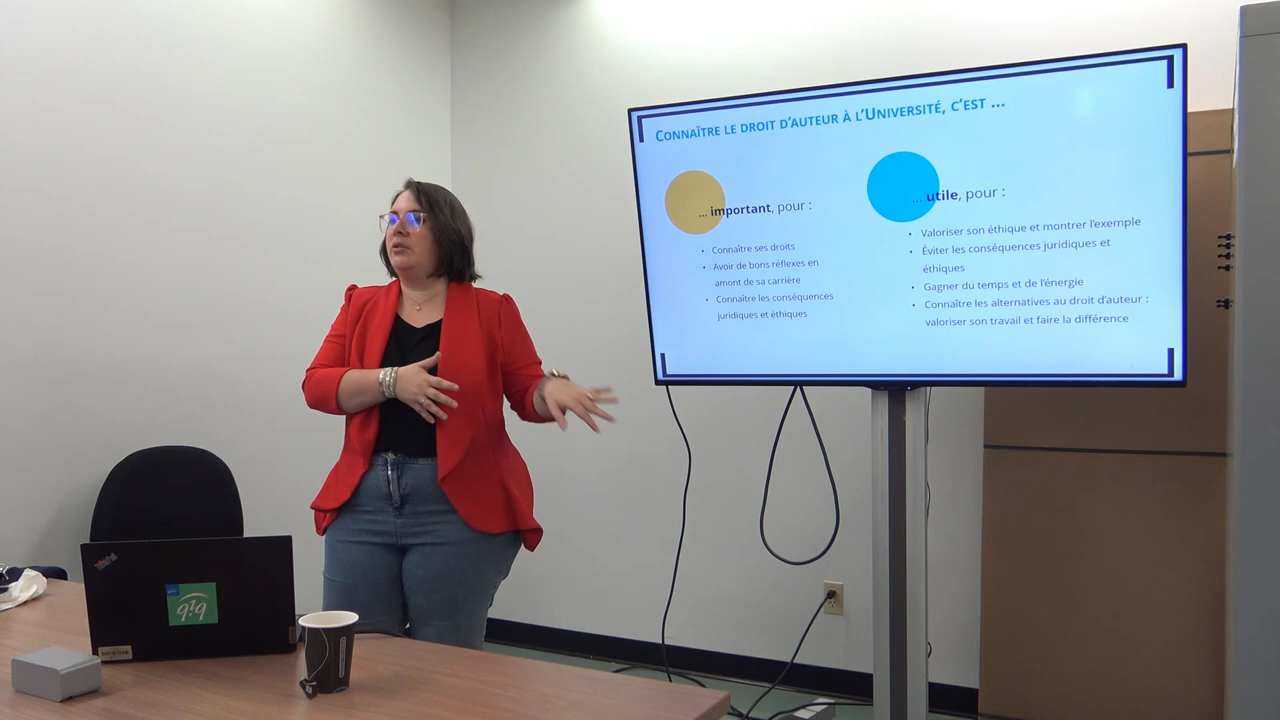 CONNAÎTRE LE DROIT D'AUTEUR À L'UNIVERSITÉ, C'EST ...
... important, pour :
• Connaître ses droits
• Avoir de bons réflexes en
amont de sa carrière
• Connaître les conséquences
juridiques et éthiques
... utile, pour :
• Valoriser son éthique et montrer l'exemple
• Éviter les conséquences juridiques et
éthiques
• Gagner du temps et de l'énergie
• Connaître les alternatives au droit d'auteur :
valoriser son travail et faire la différence
ThinkPad
bib